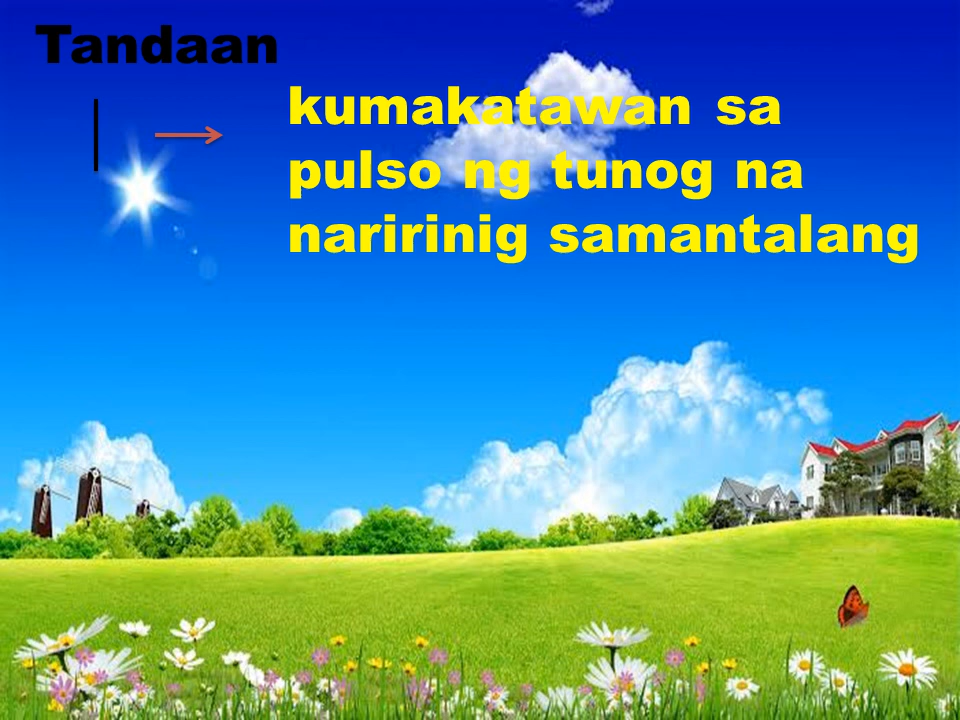 Tandaan
kumakatawan sa
pulso ng tunog na
naririnig samantalang